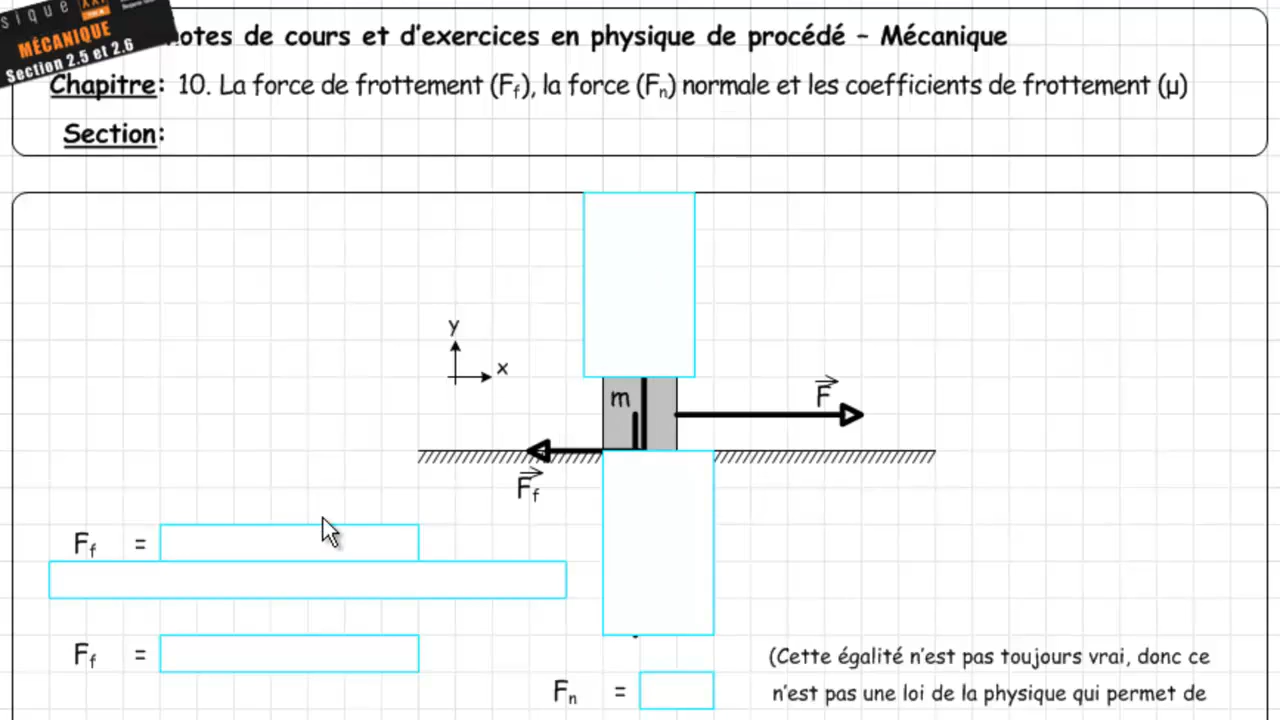 sique XXI
MÉCANIQUE
Section 2.5 et 2.6
notes de cours et d'exercices en physique de procédé – Mécanique
Chapitre: 10. La force de frottement (Ff), la force (Fn) normale et les coefficients de frottement (μ)
Section:
y
x
m
F
Ff
Ff =
Ff =
Fn =
(Cette égalité n'est pas toujours vrai, donc ce
n'est pas une loi de la physique qui permet de